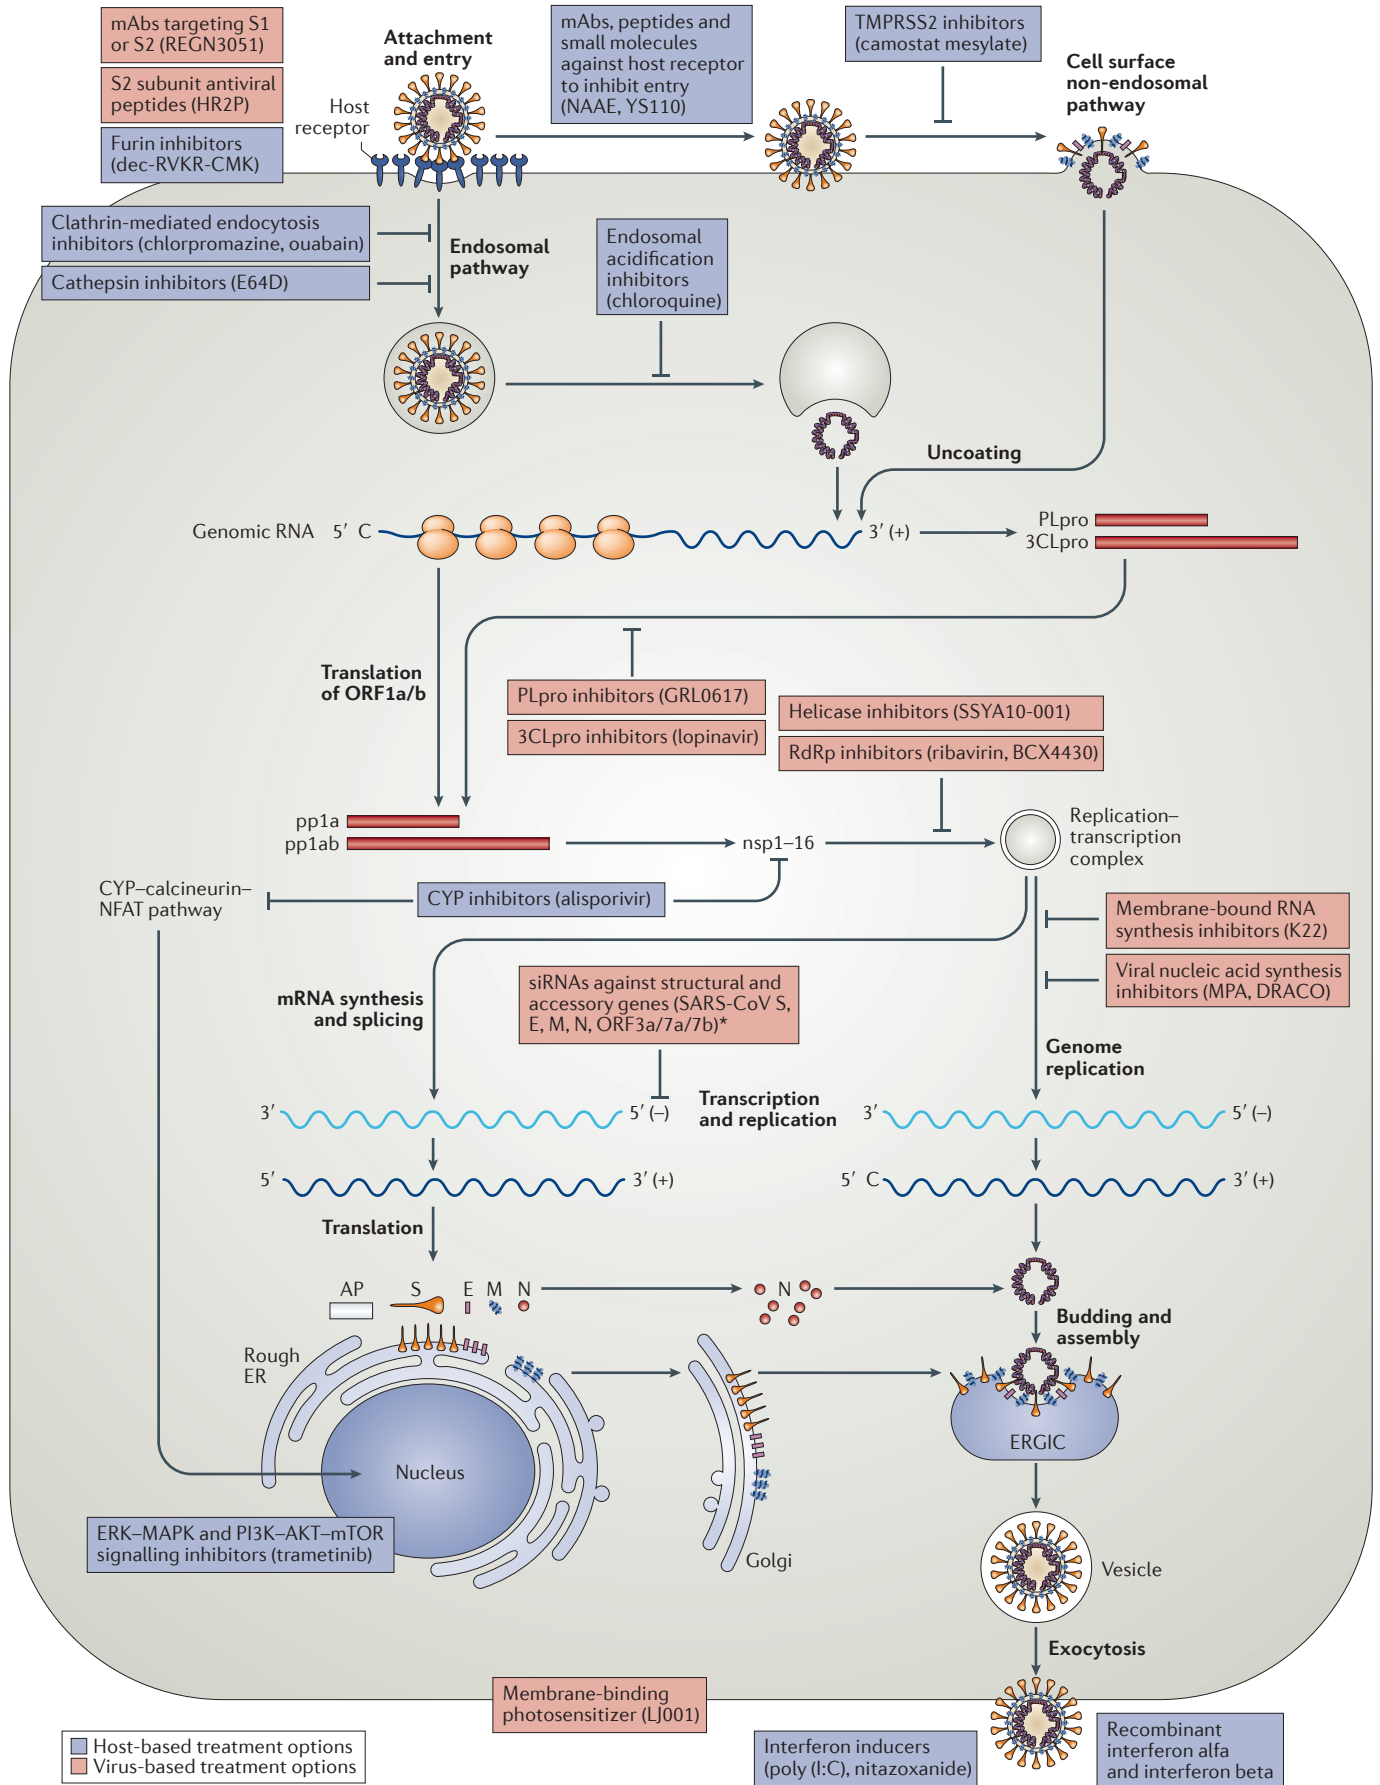 mAbs targeting S1
or S2 (REGN3051)
S2 subunit antiviral
peptides (HR2P)
Furin inhibitors
(dec-RVKR-CMK)
Attachment
and entry
Host
receptor
mAbs, peptides and
small molecules
against host receptor
to inhibit entry
(NAAE, YS110)
TMPRSS2 inhibitors
(camostat mesylate)
Cell surface
non-endosomal
pathway
Clathrin-mediated endocytosis
inhibitors (chlorpromazine, ouabain)
Cathepsin inhibitors (E64D)
Endosomal
pathway
Endosomal
acidification
inhibitors
(chloroquine)
Uncoating
Genomic RNA 5′ C
3′ (+)
PLpro
3CLpro
Translation
of ORF1a/b
PLpro inhibitors (GRL0617)
3CLpro inhibitors (lopinavir)
Helicase inhibitors (SSYA10-001)
RdRp inhibitors (ribavirin, BCX4430)
pp1a
pp1ab
nsp1–16
Replication–
transcription
complex
CYP–calcineurin–
NFAT pathway
CYP inhibitors (alisporivir)
Membrane-bound RNA
synthesis inhibitors (K22)
Viral nucleic acid synthesis
inhibitors (MPA, DRACO)
mRNA synthesis
and splicing
siRNAs against structural and
accessory genes (SARS-CoV S,
E, M, N, ORF3a/7a/7b)*
Genome
replication
3′ 5′ (–)
Transcription
and replication
3′ 5′ (–)
5′ 3′ (+)
5′ C 3′ (+)
Translation
AP S E M N
N
Budding and
assembly
Rough
ER
ERGIC
Nucleus
ERK–MAPK and PI3K–AKT–mTOR
signalling inhibitors (trametinib)
Golgi
Vesicle
Exocytosis
Membrane-binding
photosensitizer (LJ001)
Interferon inducers
(poly (I:C), nitazoxanide)
Recombinant
interferon alfa
and interferon beta
Host-based treatment options
Virus-based treatment options